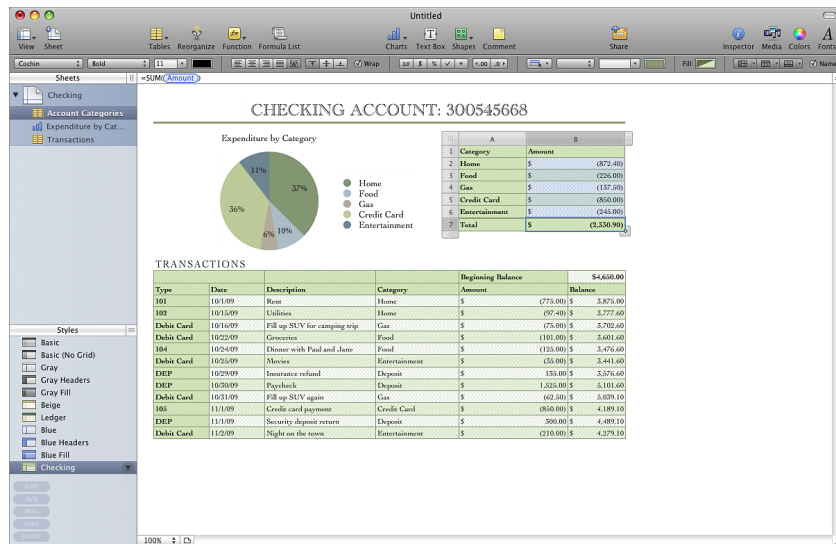 Untitled
View Sheet Tables Reorganize Function Formula List Charts Text Box Shapes Comment Share Inspector Media Colors Fonts
Cochin Bold 11 Wrap Fill: Name
Sheets
=SUM(Amount)
Checking
Account Categories
Expenditure by Cat...
Transactions
CHECKING ACCOUNT: 300545668
Expenditure by Category
11%
37%
36%
6%
10%
Home
Food
Gas
Credit Card
Entertainment
A B
1 Category Amount
2 Home $ (872.40)
3 Food $ (226.00)
4 Gas $ (137.50)
5 Credit Card $ (850.00)
6 Entertainment $ (245.00)
7 Total $ (2,330.90)
TRANSACTIONS
Beginning Balance $4,650.00
Type Date Description Category Amount Balance
101 10/1/09 Rent Home $ (775.00) $ 3,875.00
102 10/15/09 Utilities Home $ (97.40) $ 3,777.60
Debit Card 10/16/09 Fill up SUV for camping trip Gas $ (75.00) $ 3,702.60
Debit Card 10/22/09 Groceries Food $ (101.00) $ 3,601.60
104 10/24/09 Dinner with Paul and Jane Food $ (125.00) $ 3,476.60
Debit Card 10/25/09 Movies Entertainment $ (35.00) $ 3,441.60
DEP 10/29/09 Insurance refund Deposit $ 135.00 $ 3,576.60
DEP 10/30/09 Paycheck Deposit $ 1,525.00 $ 5,101.60
Debit Card 10/31/09 Fill up SUV again Gas $ (62.50) $ 5,039.10
105 11/1/09 Credit card payment Credit Card $ (850.00) $ 4,189.10
DEP 11/1/09 Security deposit return Deposit $ 300.00 $ 4,489.10
Debit Card 11/2/09 Night on the town Entertainment $ (210.00) $ 4,279.10
Styles
Basic
Basic (No Grid)
Gray
Gray Headers
Gray Fill
Beige
Ledger
Blue
Blue Headers
Blue Fill
Checking
sum
avg
min
max
count
100%